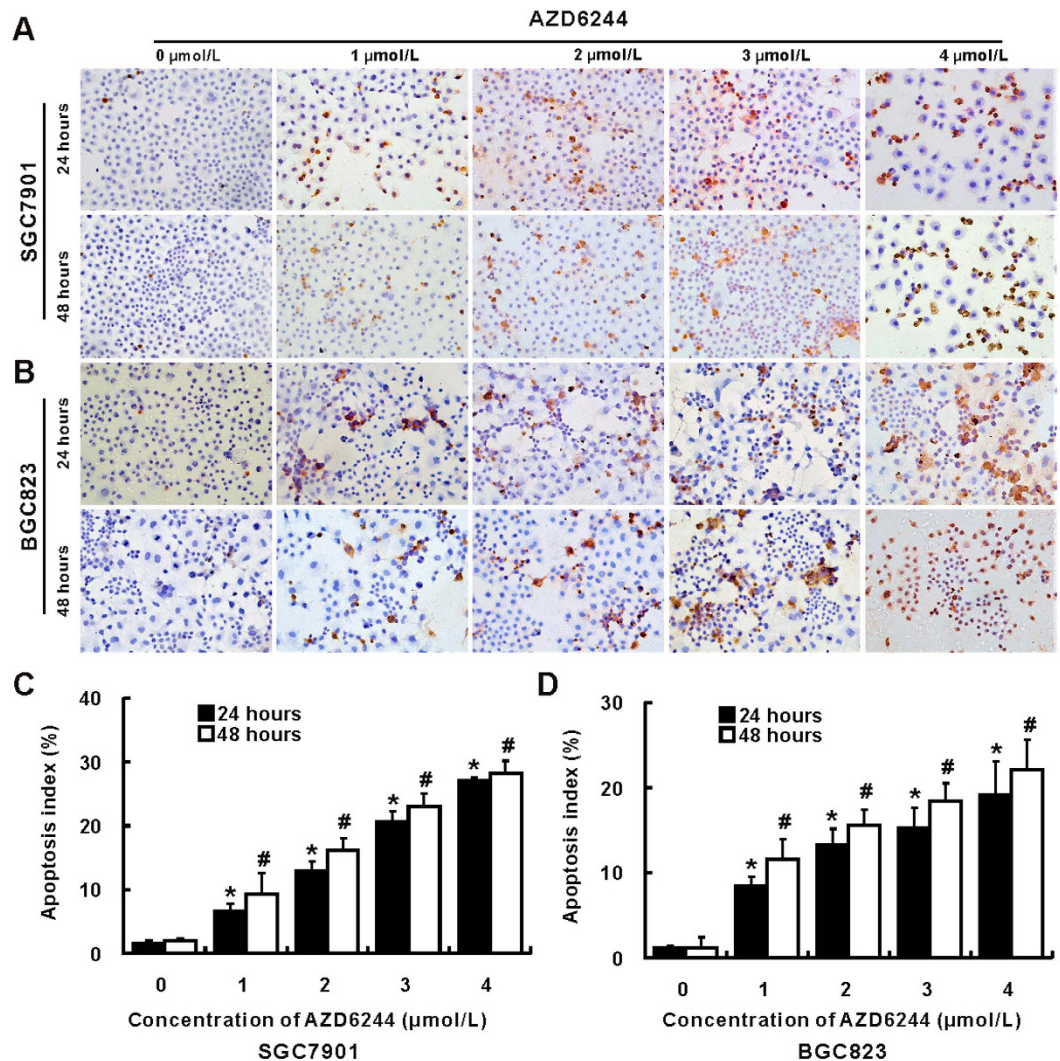 A
AZD6244
0 µmol/L 1 µmol/L 2 µmol/L 3 µmol/L 4 µmol/L
SGC7901
24 hours
48 hours
B
BGC823
24 hours
48 hours
C
40
30
20
10
0
Apoptosis index (%)
24 hours
48 hours
* # * # * # * #
0 1 2 3 4
Concentration of AZD6244 (µmol/L)
SGC7901
D
30
20
10
0
Apoptosis index (%)
24 hours
48 hours
* # * # * # * #
0 1 2 3 4
Concentration of AZD6244 (µmol/L)
BGC823